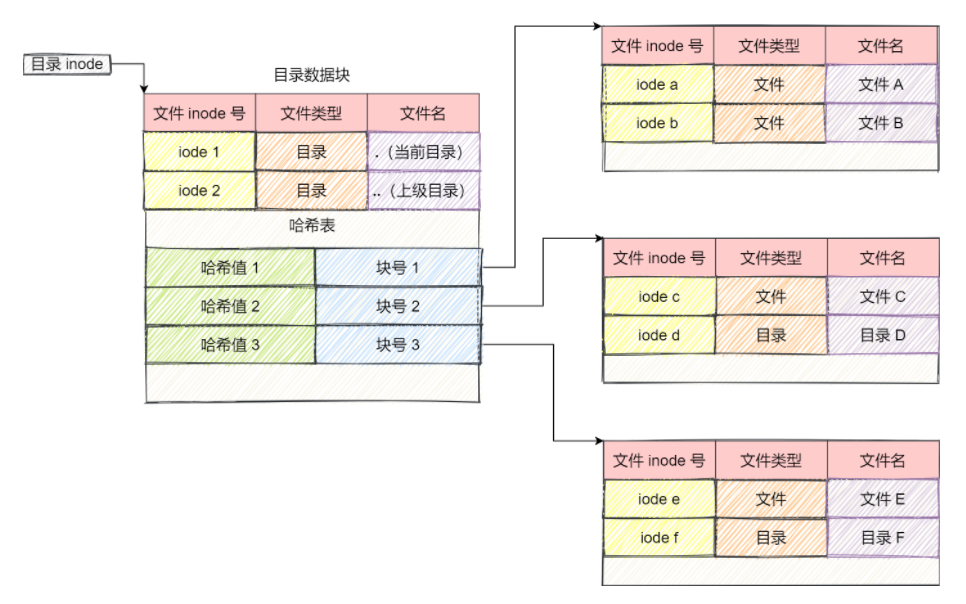 目录 inode
目录数据块
文件 inode 号 文件类型 文件名
iode 1 目录 .（当前目录）
iode 2 目录 ..（上级目录）
哈希表
哈希值 1 块号 1
哈希值 2 块号 2
哈希值 3 块号 3
文件 inode 号 文件类型 文件名
iode a 文件 文件 A
iode b 文件 文件 B
文件 inode 号 文件类型 文件名
iode c 文件 文件 C
iode d 目录 目录 D
文件 inode 号 文件类型 文件名
iode e 文件 文件 E
iode f 目录 目录 F